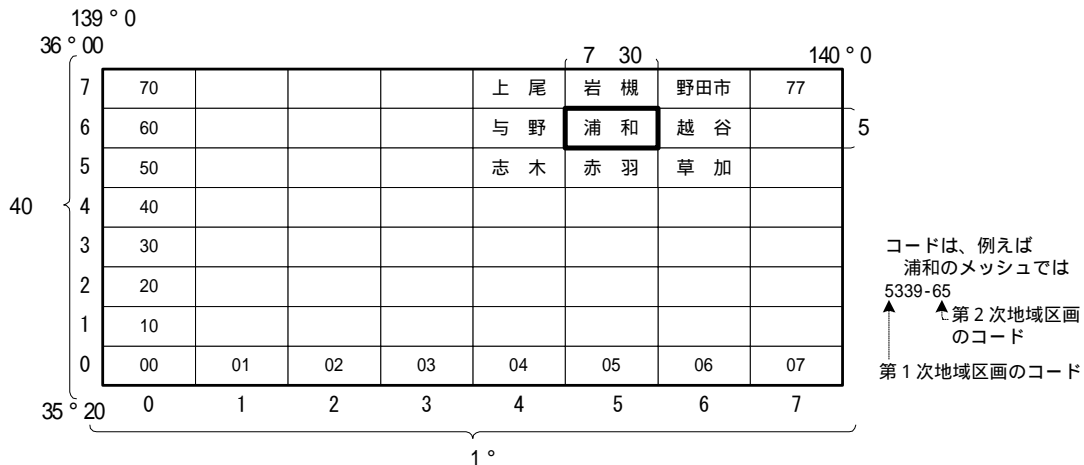 139 ° 0
36 ° 00
7 30
140 ° 0
7 70 上 尾 岩 槻 野田市 77
6 60 与 野 浦 和 越 谷 5
5 50 志 木 赤 羽 草 加
40 4 40
3 30
2 20
1 10
0 00 01 02 03 04 05 06 07
35 ° 20 0 1 2 3 4 5 6 7
1 °
コードは、例えば
浦和のメッシュでは
5339-65
第2次地域区画
のコード
第1次地域区画のコード